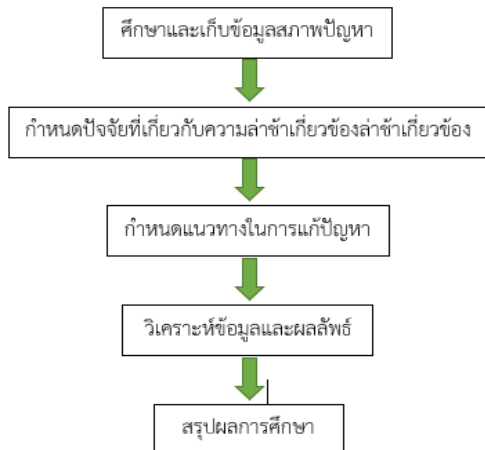 ศึกษาและเก็บข้อมูลสภาพปัญหา
กำหนดปัจจัยที่เกี่ยวกับความล่าช้าเกี่ยวข้องล่าช้าเกี่ยวข้อง
กำหนดแนวทางในการแก้ปัญหา
วิเคราะห์ข้อมูลและผลลัพธ์
สรุปผลการศึกษา